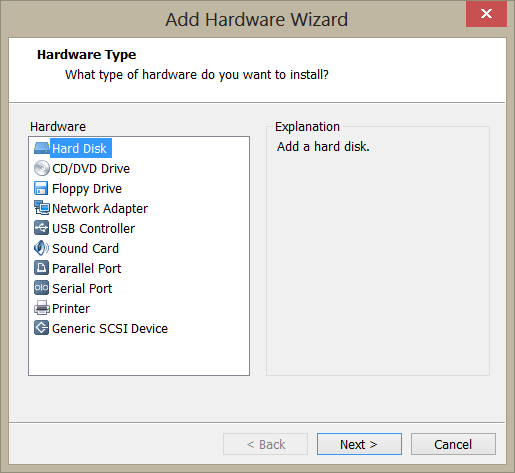 Add Hardware Wizard
Hardware Type
What type of hardware do you want to install?
Hardware
Hard Disk
CD/DVD Drive
Floppy Drive
Network Adapter
USB Controller
Sound Card
Parallel Port
Serial Port
Printer
Generic SCSI Device
Explanation
Add a hard disk.
< Back
Next >
Cancel